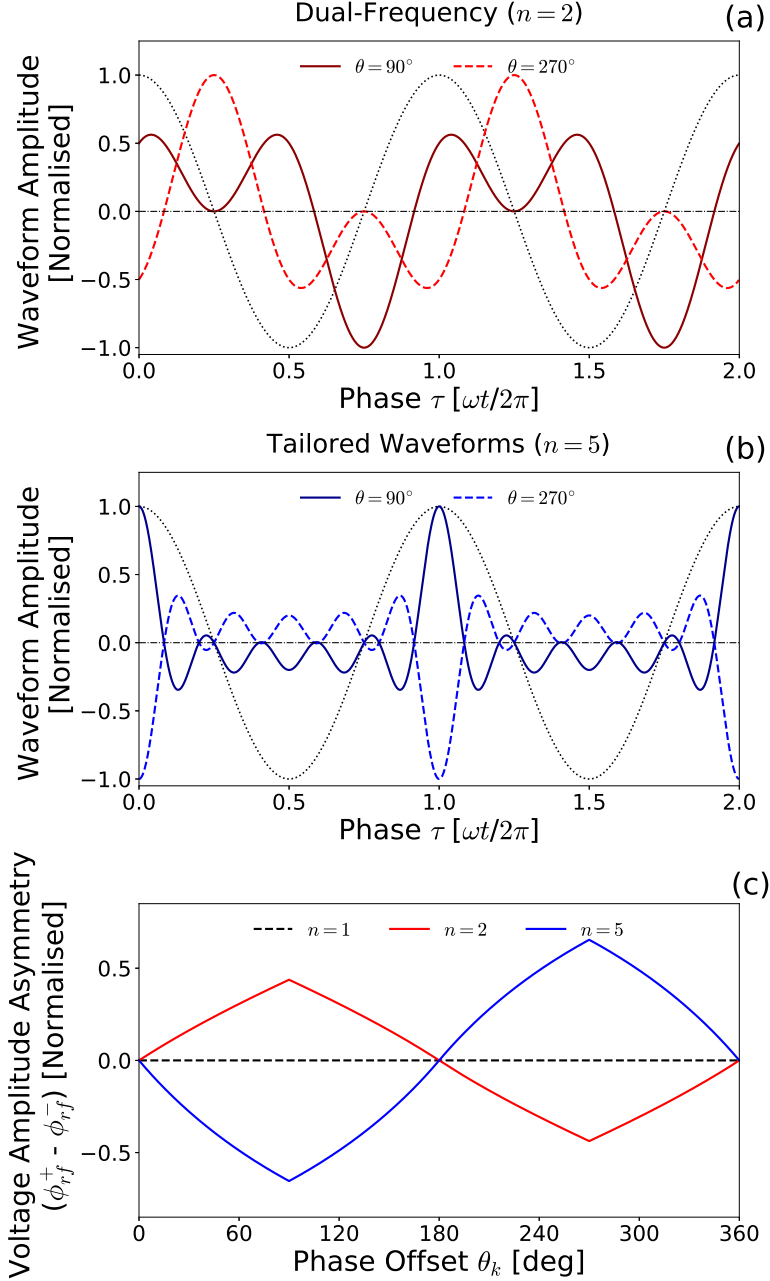 Dual-Frequency (n = 2)
(a)
Waveform Amplitude
[Normalised]
θ = 90°
θ = 270°
1.0
0.5
0.0
−0.5
−1.0
0.0 0.5 1.0 1.5 2.0
Phase τ [ωt/2π]
Tailored Waveforms (n = 5)
(b)
Waveform Amplitude
[Normalised]
θ = 90°
θ = 270°
1.0
0.5
0.0
−0.5
−1.0
0.0 0.5 1.0 1.5 2.0
Phase τ [ωt/2π]
(c)
Voltage Amplitude Asymmetry
(ϕ⁺rf - ϕ⁻rf) [Normalised]
n = 1
n = 2
n = 5
0.5
0.0
−0.5
0 60 120 180 240 300 360
Phase Offset θk [deg]